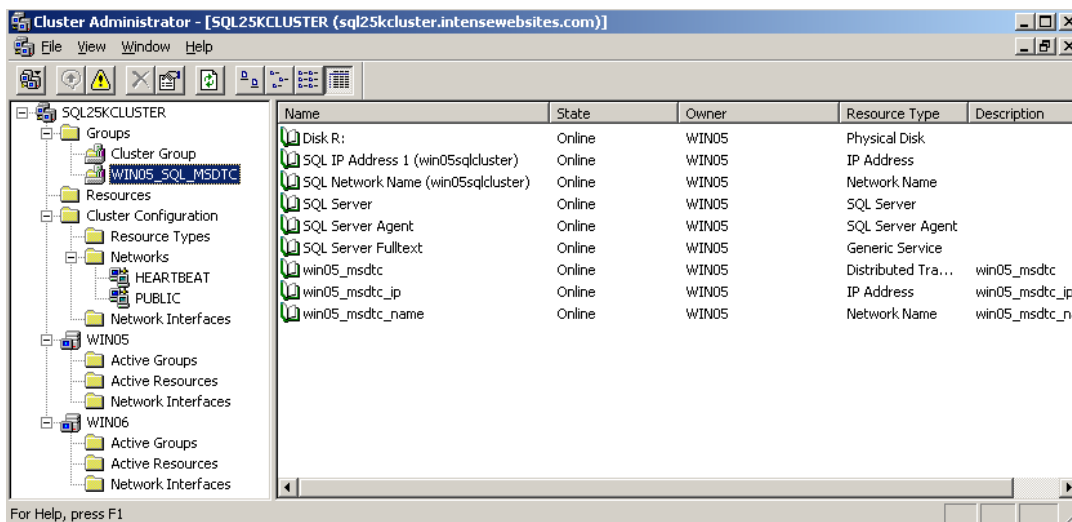 Cluster Administrator - [SQL25KCLUSTER (sql25kcluster.intensewebsites.com)]
File View Window Help
SQL25KCLUSTER
Groups
Cluster Group
WIN05_SQL_MSDTC
Resources
Cluster Configuration
Resource Types
Networks
HEARTBEAT
PUBLIC
Network Interfaces
WIN05
Active Groups
Active Resources
Network Interfaces
WIN06
Active Groups
Active Resources
Network Interfaces
Name State Owner Resource Type Description
Disk R: Online WIN05 Physical Disk
SQL IP Address 1 (win05sqlcluster) Online WIN05 IP Address
SQL Network Name (win05sqlcluster) Online WIN05 Network Name
SQL Server Online WIN05 SQL Server
SQL Server Agent Online WIN05 SQL Server Agent
SQL Server Fulltext Online WIN05 Generic Service
win05_msdtc Online WIN05 Distributed Tra... win05_msdtc
win05_msdtc_ip Online WIN05 IP Address win05_msdtc_ip
win05_msdtc_name Online WIN05 Network Name win05_msdtc_n
For Help, press F1